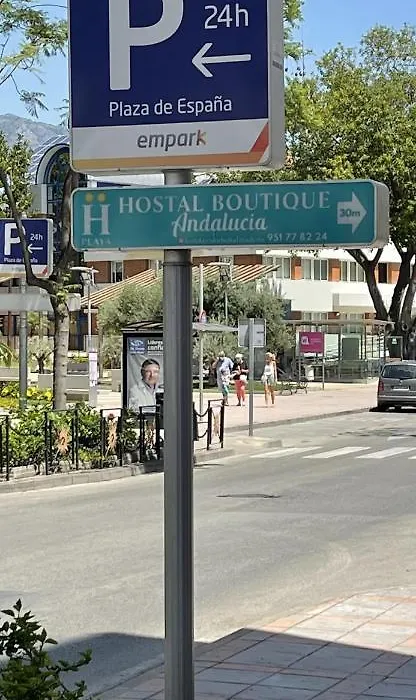 P
24h
Plaza de España
empark
HOSTAL BOUTIQUE
Andalucia
30m
H
PLAYA
951 77 82 24
P 24h